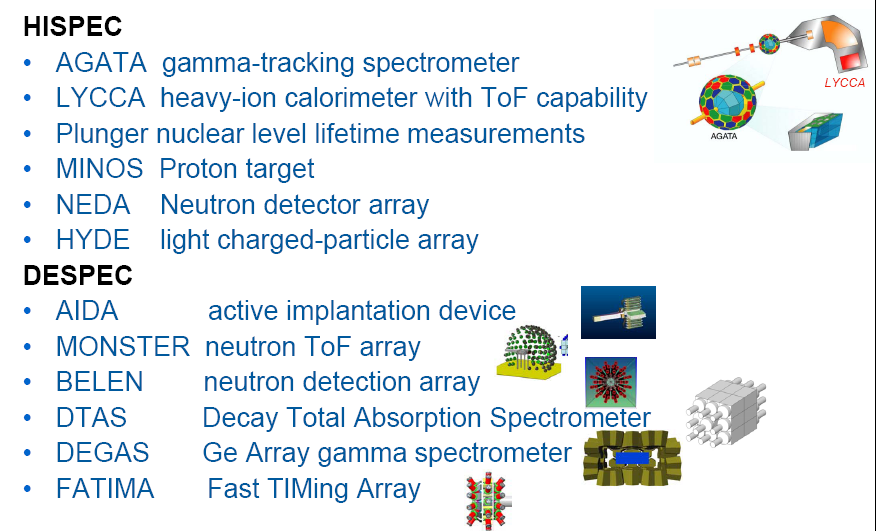 HISPEC
• AGATA gamma-tracking spectrometer
• LYCCA heavy-ion calorimeter with ToF capability
• Plunger nuclear level lifetime measurements
• MINOS Proton target
• NEDA Neutron detector array
• HYDE light charged-particle array
LYCCA
AGATA
DESPEC
• AIDA active implantation device
• MONSTER neutron ToF array
• BELEN neutron detection array
• DTAS Decay Total Absorption Spectrometer
• DEGAS Ge Array gamma spectrometer
• FATIMA Fast TIMing Array